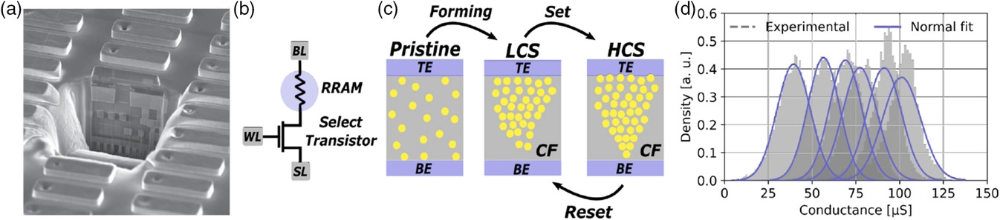 (a)
(b)
BL
RRAM
Select
Transistor
WL
SL
(c)
Forming
Set
Pristine
LCS
HCS
TE
TE
TE
CF
CF
BE
BE
BE
Reset
(d)
0.6
0.5
0.4
0.3
0.2
0.1
0.0
Density [a. u.]
Experimental
Normal fit
0
25
50
75
100
125
150
Conductance [µS]